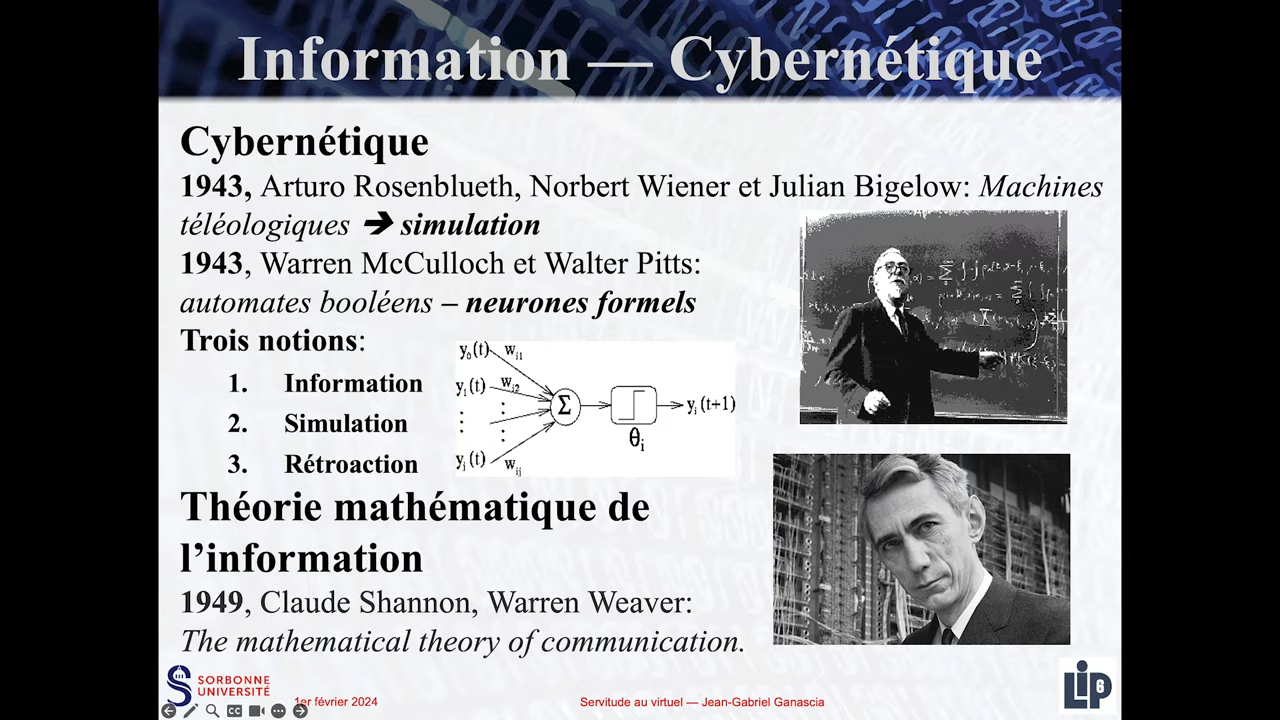 Information — Cybernétique
Cybernétique
1943, Arturo Rosenblueth, Norbert Wiener et Julian Bigelow: Machines
téléologiques ➔ simulation
1943, Warren McCulloch et Walter Pitts:
automates booléens – neurones formels
Trois notions:
1. Information
2. Simulation
3. Rétroaction
y₀(t) wᵢ₁
y₁(t) wᵢ₂
Σ
yᵢ(t+1)
θᵢ
yⱼ(t) wᵢⱼ
Théorie mathématique de
l’information
1949, Claude Shannon, Warren Weaver:
The mathematical theory of communication.
SORBONNE
UNIVERSITÉ
1er février 2024
Servitude au virtuel — Jean-Gabriel Ganascia
LIP6
CC